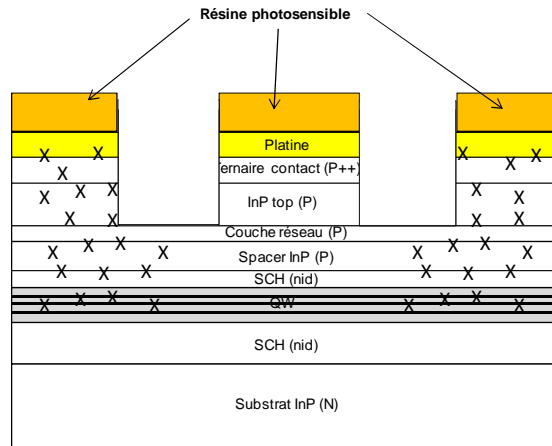 Résine photosensible
Platine
ernaire contact (P++)
InP top (P)
Couche réseau (P)
Spacer InP (P)
SCH (nid)
QW
SCH (nid)
Substrat InP (N)